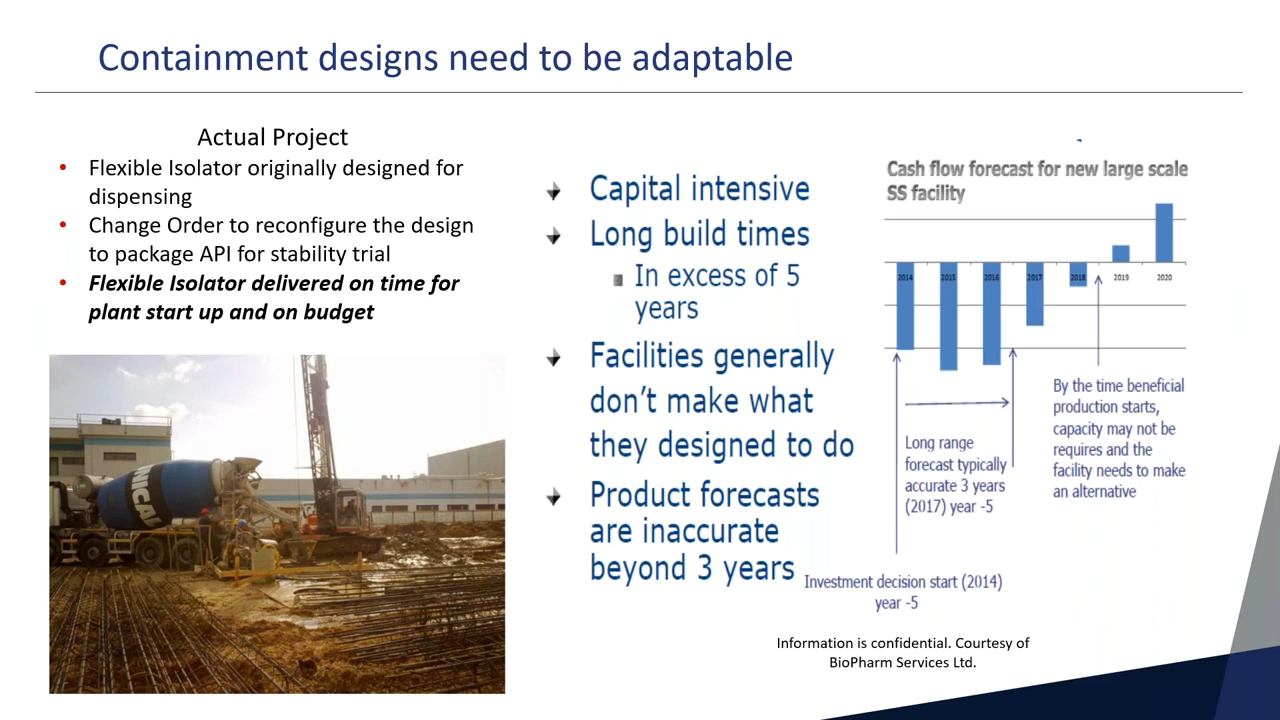 Containment designs need to be adaptable
Actual Project
• Flexible Isolator originally designed for
dispensing
• Change Order to reconfigure the design
to package API for stability trial
• Flexible Isolator delivered on time for
plant start up and on budget
UNICAL
Capital intensive
Long build times
In excess of 5
years
Facilities generally
don’t make what
they designed to do
Product forecasts
are inaccurate
beyond 3 years
Cash flow forecast for new large scale
SS facility
2014 2015 2016 2017 2018 2019 2020
Long range
forecast typically
accurate 3 years
(2017) year -5
By the time beneficial
production starts,
capacity may not be
requires and the
facility needs to make
an alternative
Investment decision start (2014)
year -5
Information is confidential. Courtesy of
BioPharm Services Ltd.